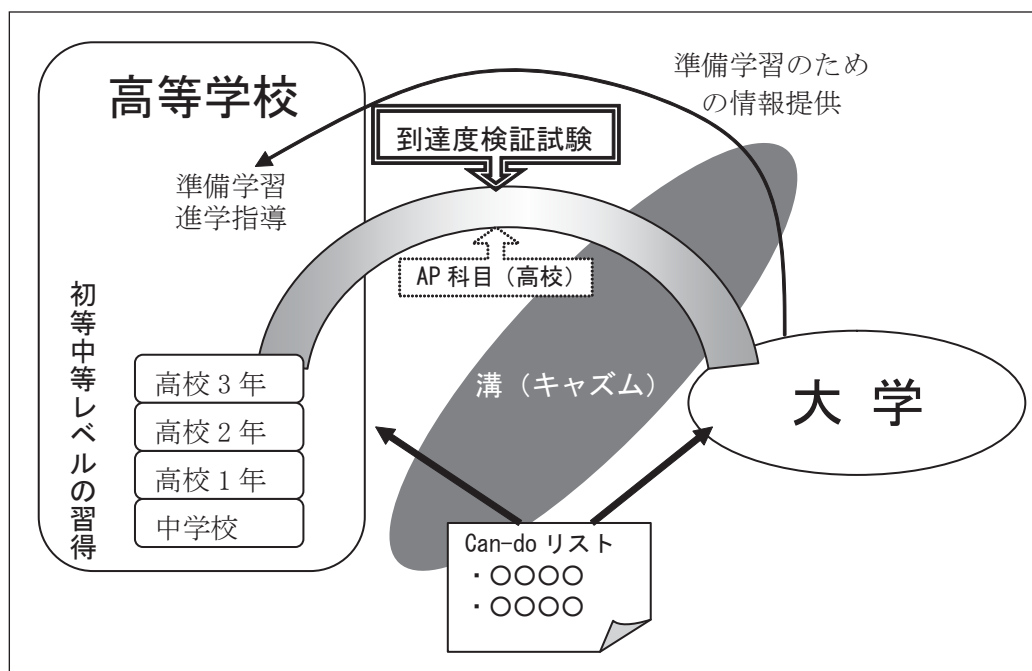 高等学校
準備学習のため
の情報提供
到達度検証試験
準備学習
進学指導
AP 科目（高校）
初等中等レベルの習得
高校３年
高校２年
高校１年
中学校
溝（キャズム）
大 学
Can-do リスト
・〇〇〇〇
・〇〇〇〇